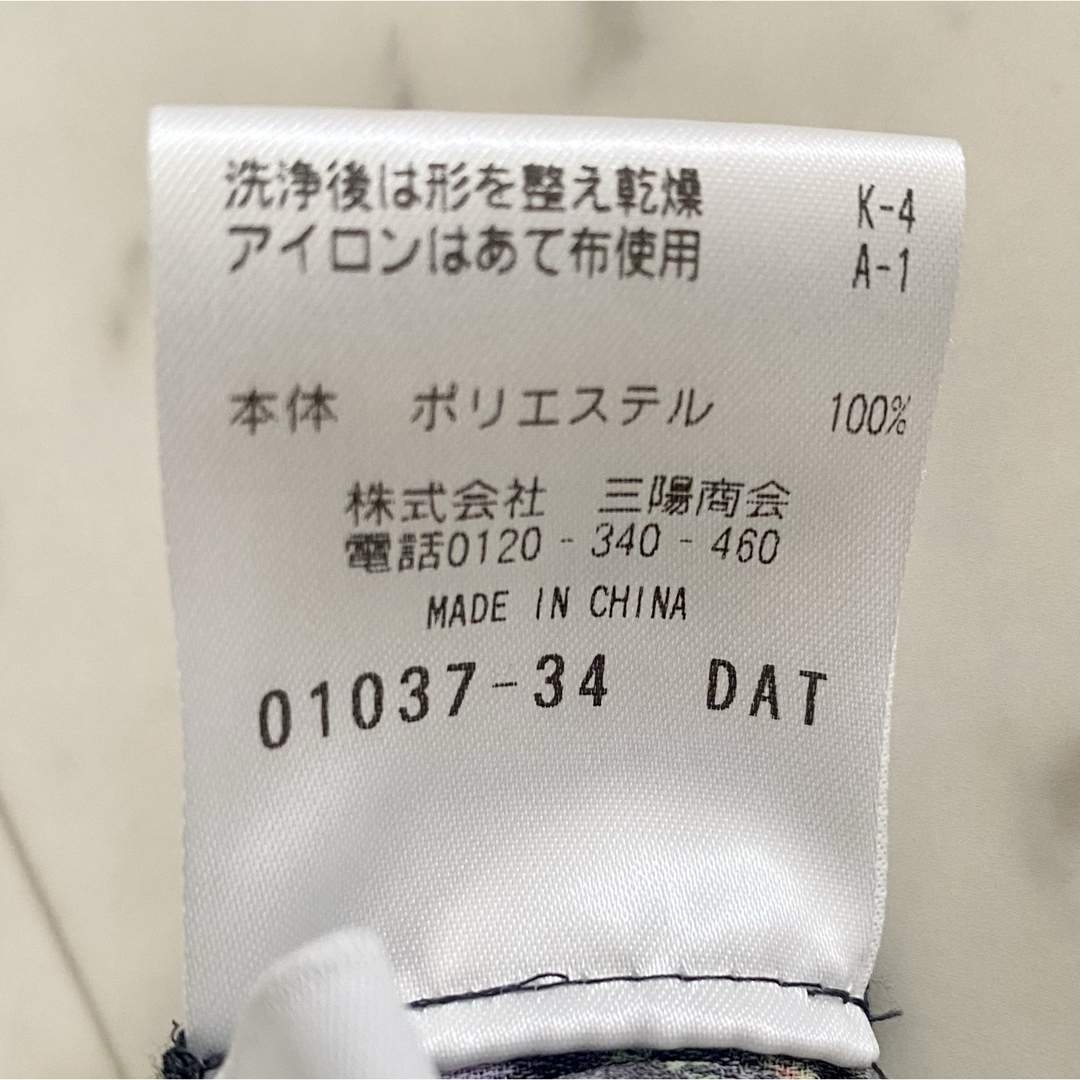 洗浄後は形を整え乾燥 K-4
アイロンはあて布使用 A-1
本体 ポリエステル 100%
株式会社 三陽商会
電話0120-340-460
MADE IN CHINA
01037-34 DAT